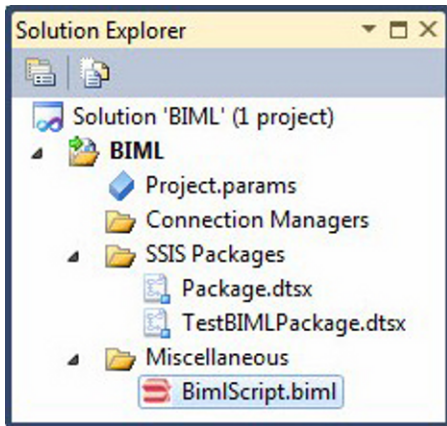 Solution Explorer
Solution 'BIML' (1 project)
BIML
Project.params
Connection Managers
SSIS Packages
Package.dtsx
TestBIMLPackage.dtsx
Miscellaneous
BimlScript.biml